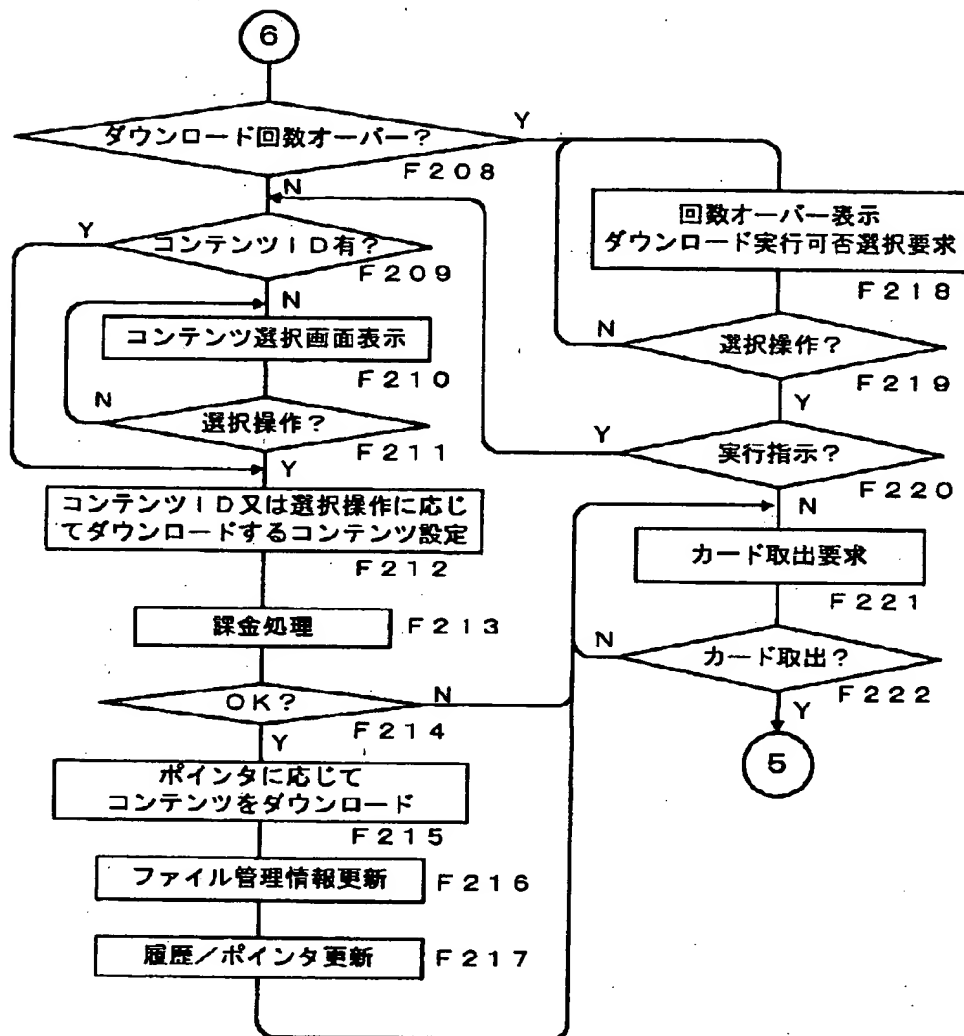 6
ダウンロード回数オーバー?
Y
F208
N
Y
コンテンツID有?
F209
N
コンテンツ選択画面表示
F210
N
選択操作?
F211
Y
コンテンツID又は選択操作に応じ
てダウンロードするコンテンツ設定
F212
課金処理
F213
OK?
N
F214
Y
ポインタに応じて
コンテンツをダウンロード
F215
ファイル管理情報更新
F216
履歴/ポインタ更新
F217
回数オーバー表示
ダウンロード実行可否選択要求
F218
N
選択操作?
F219
Y
Y
実行指示?
F220
N
カード取出要求
F221
N
カード取出?
F222
Y
5